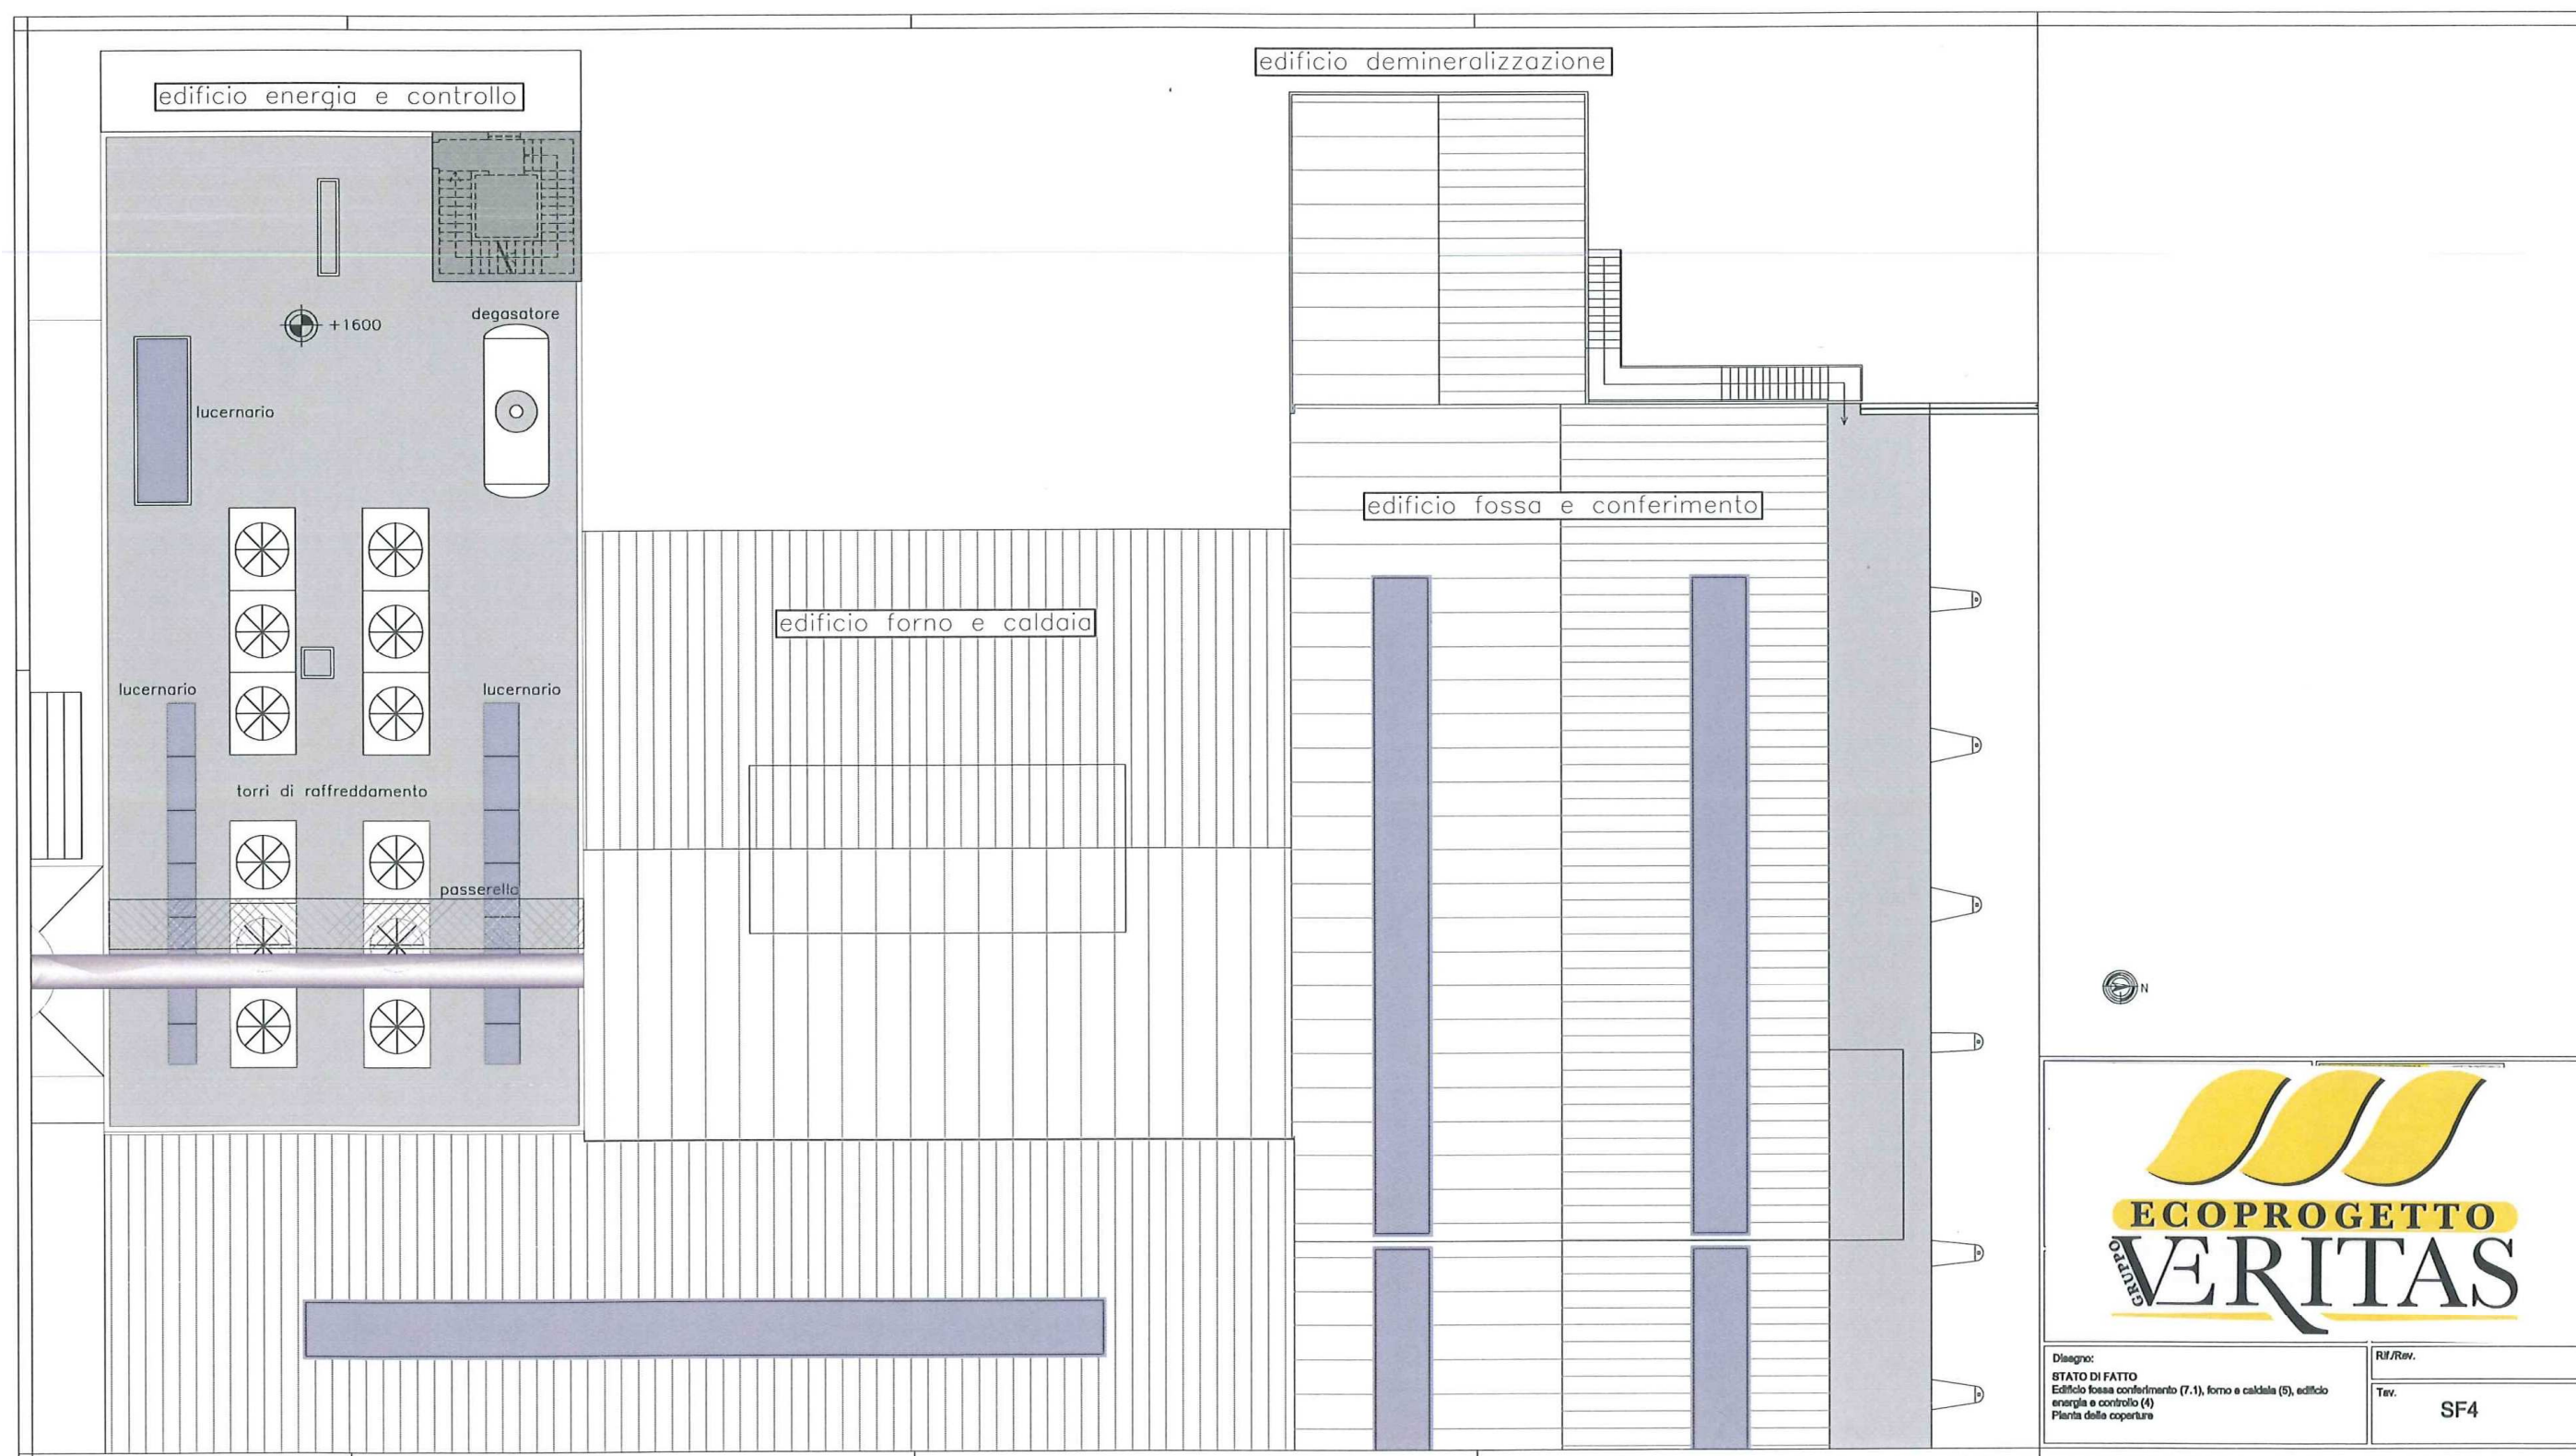 edificio energia e controllo
edificio demineralizzazione
+1600
degasatore
lucernario
edificio fossa e conferimento
edificio forno e caldaia
lucernario
lucernario
torri di raffreddamento
passerella
N
ECOPROGETTO
GRUPPO
VERITAS
Disegno:
STATO DI FATTO
Edificio fossa conferimento (7.1), forno e caldaia (5), edificio
energia e controllo (4)
Pianta delle coperture
Rif./Rev.
Tav.
SF4